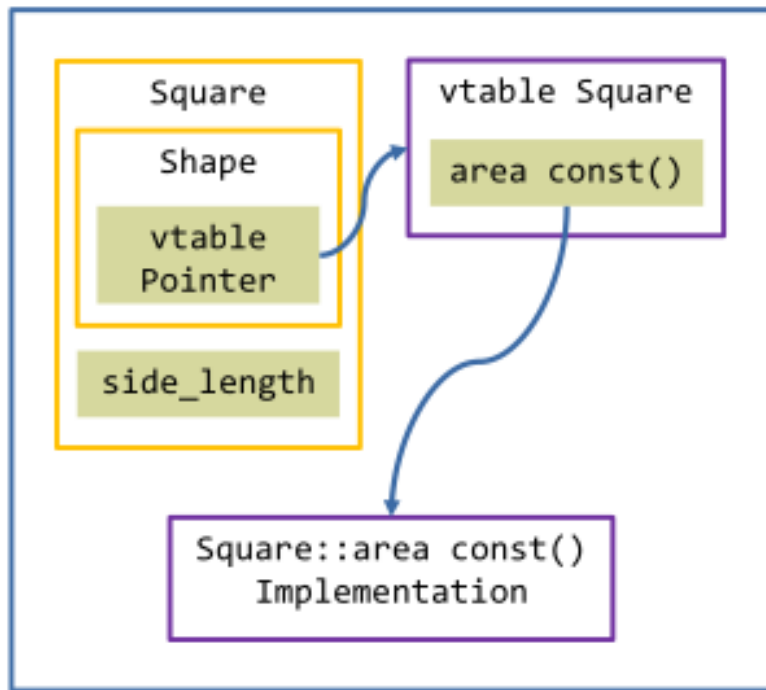 Square
Shape
vtable
Pointer
side_length
vtable Square
area const()
Square::area const()
Implementation